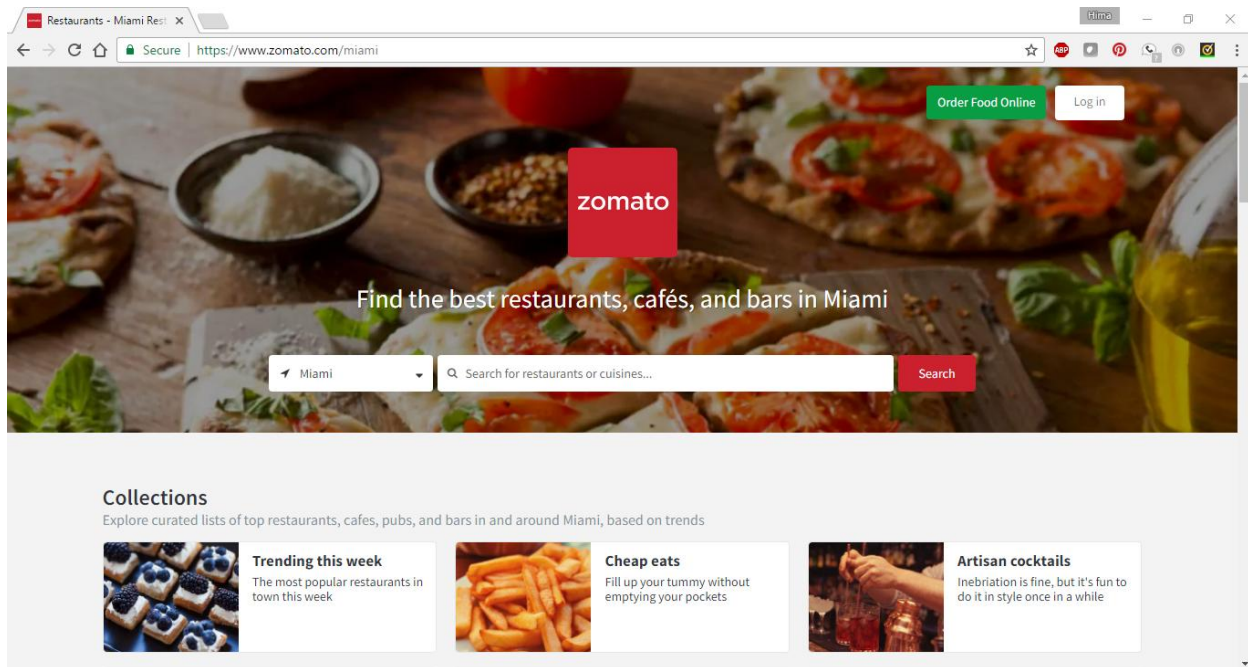 Restaurants - Miami Rest
Hima
Secure | https://www.zomato.com/miami
ABP
Order Food Online
Log in
zomato
Find the best restaurants, cafés, and bars in Miami
Miami
Search for restaurants or cuisines...
Search
Collections
Explore curated lists of top restaurants, cafes, pubs, and bars in and around Miami, based on trends
Trending this week
The most popular restaurants in
town this week
Cheap eats
Fill up your tummy without
emptying your pockets
Artisan cocktails
Inebriation is fine, but it's fun to
do it in style once in a while